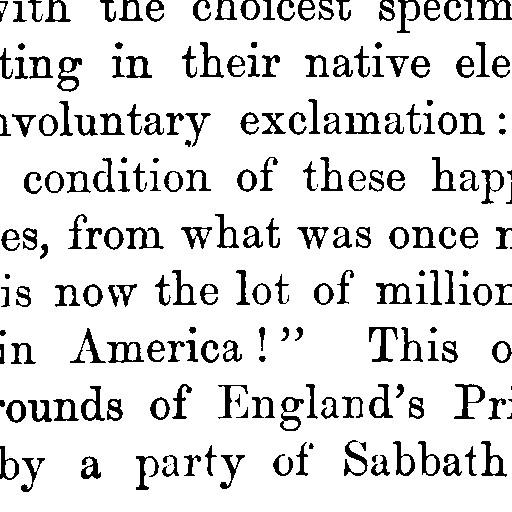 with the choicest specim
ting in their native ele
nvoluntary exclamation :
condition of these hap
es, from what was once
is now the lot of million
in America ! ” This o
rounds of England’s Pri
by a party of Sabbath